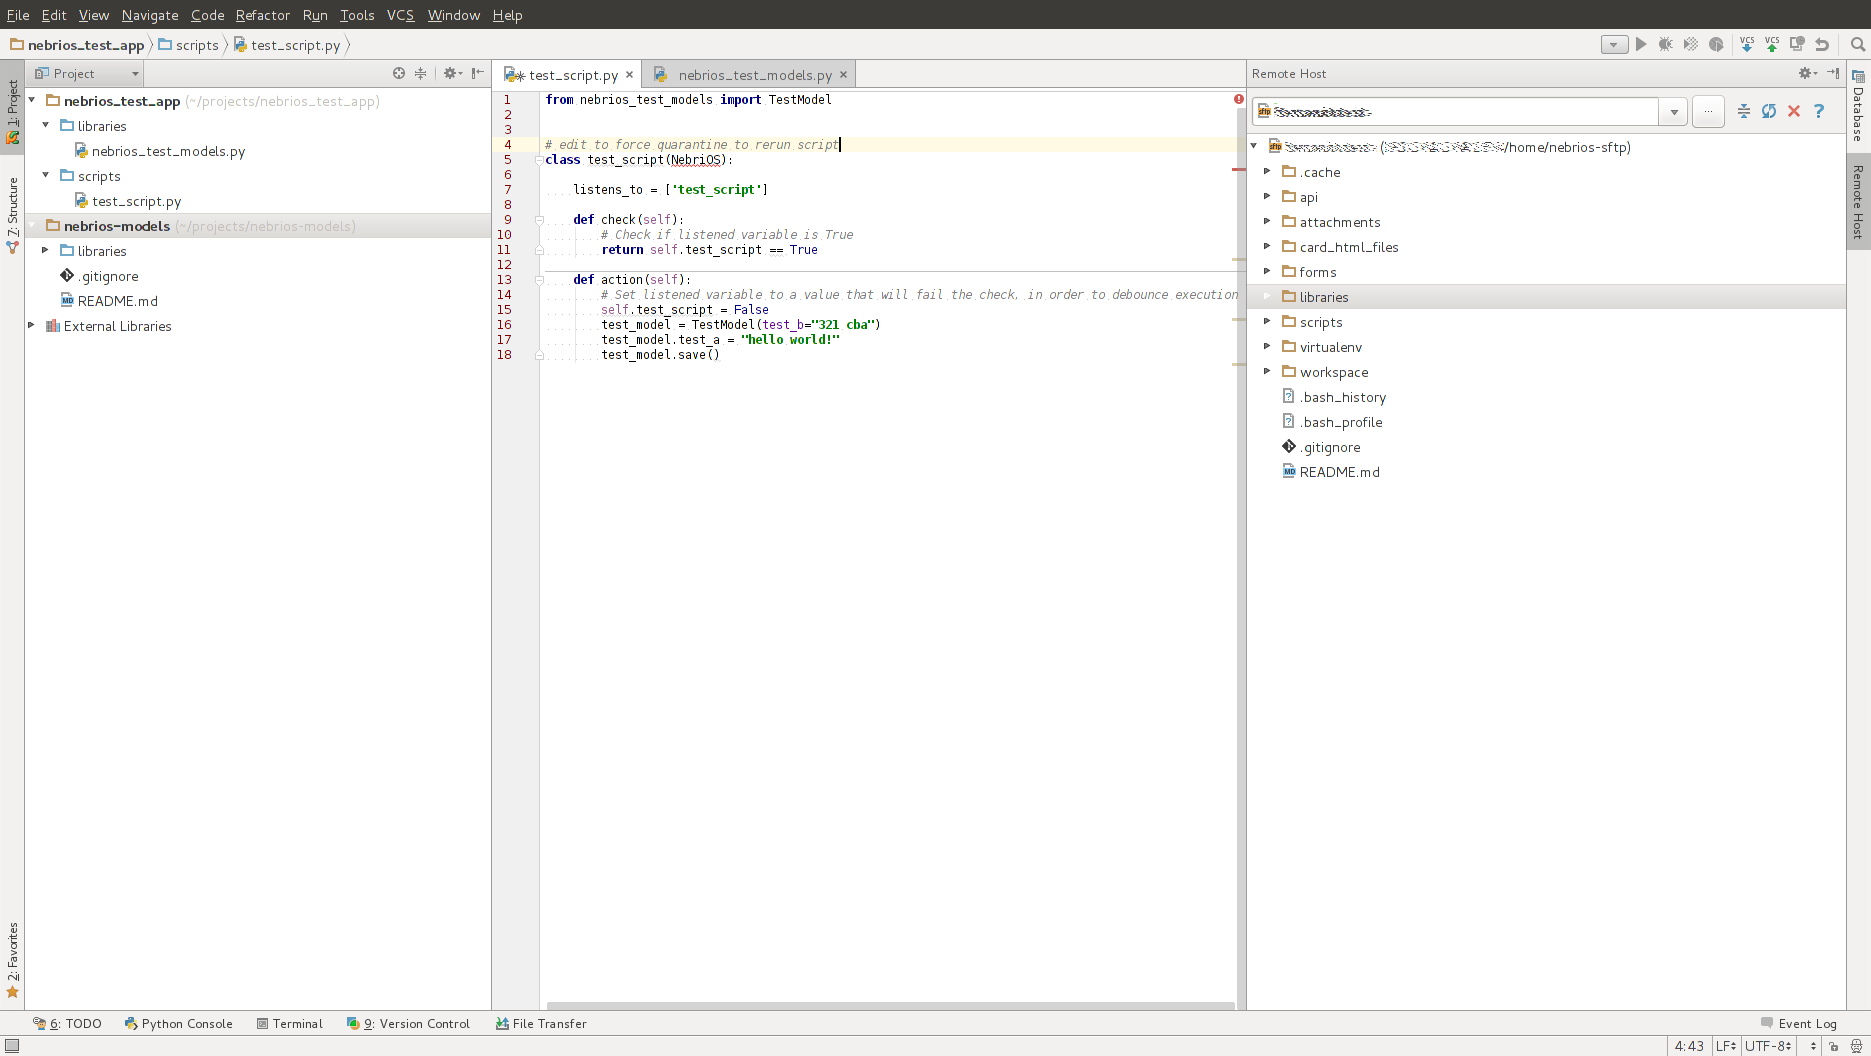 File Edit View Navigate Code Refactor Run Tools VCS Window Help
nebrios_test_app scripts test_script.py
VCS VCS
Project
test_script.py nebrios_test_models.py
Remote Host
1: Project
7: Structure
2: Favorites
nebrios_test_app (~/projects/nebrios_test_app)
libraries
nebrios_test_models.py
scripts
test_script.py
nebrios-models (~/projects/nebrios-models)
libraries
.gitignore
README.md
External Libraries
1 from nebrios_test_models import TestModel
2
3
4 # edit to force quarantine to rerun script
5 class test_script(NebriOS):
6
7 listens_to = ['test_script']
8
9 def check(self):
10 # Check if listened variable is True
11 return self.test_script == True
12
13 def action(self):
14 # Set listened variable to a value that will fail the check, in order to debounce execution
15 self.test_script = False
16 test_model = TestModel(test_b="321 cba")
17 test_model.test_a = "hello world!"
18 test_model.save()
sftp
...
?
sftp
/home/nebrios-sftp)
.cache
api
attachments
card_html_files
forms
libraries
scripts
virtualenv
workspace
.bash_history
.bash_profile
.gitignore
README.md
Database
Remote Host
6: TODO Python Console Terminal 9: Version Control File Transfer Event Log
4:43 LF UTF-8